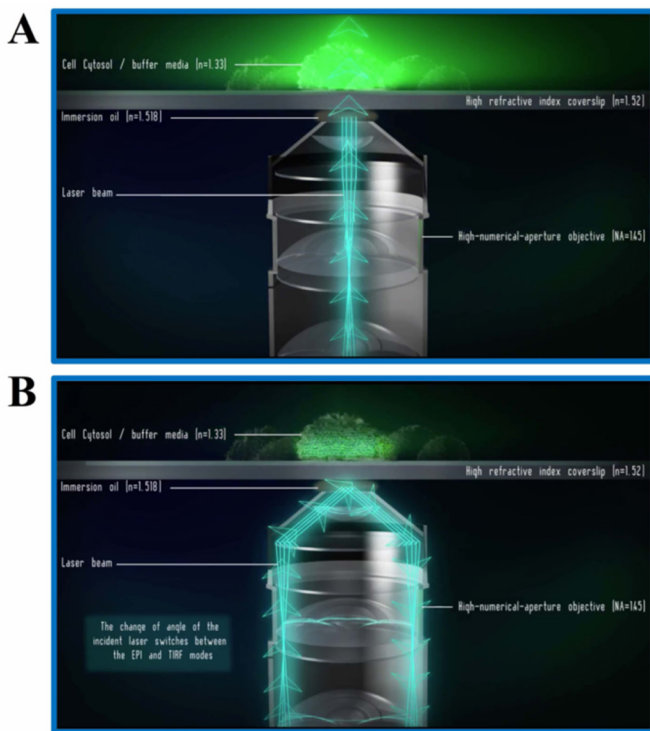 A
Cell Cytosol / buffer media (n=1.33)
High refractive index coverslip (n=1.52)
Immersion oil (n=1.518)
Laser beam
High-numerical-aperture objective (NA=1.45)
B
Cell Cytosol / buffer media (n=1.33)
High refractive index coverslip (n=1.52)
Immersion oil (n=1.518)
Laser beam
High-numerical-aperture objective (NA=1.45)
The change of angle of the
incident laser switches between
the EPI and TIRF modes